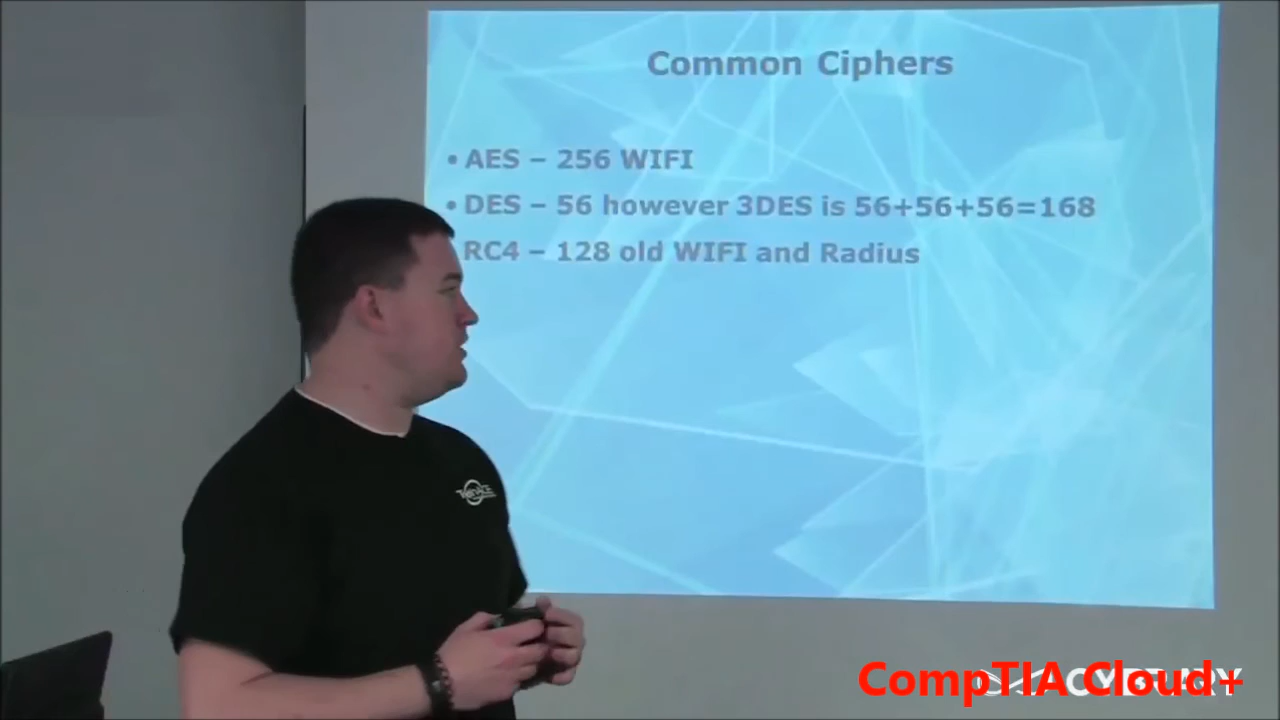 Common Ciphers
• AES – 256 WIFI
• DES – 56 however 3DES is 56+56+56=168
RC4 – 128 old WIFI and Radius
CompTIA Cloud+
CYBRARY